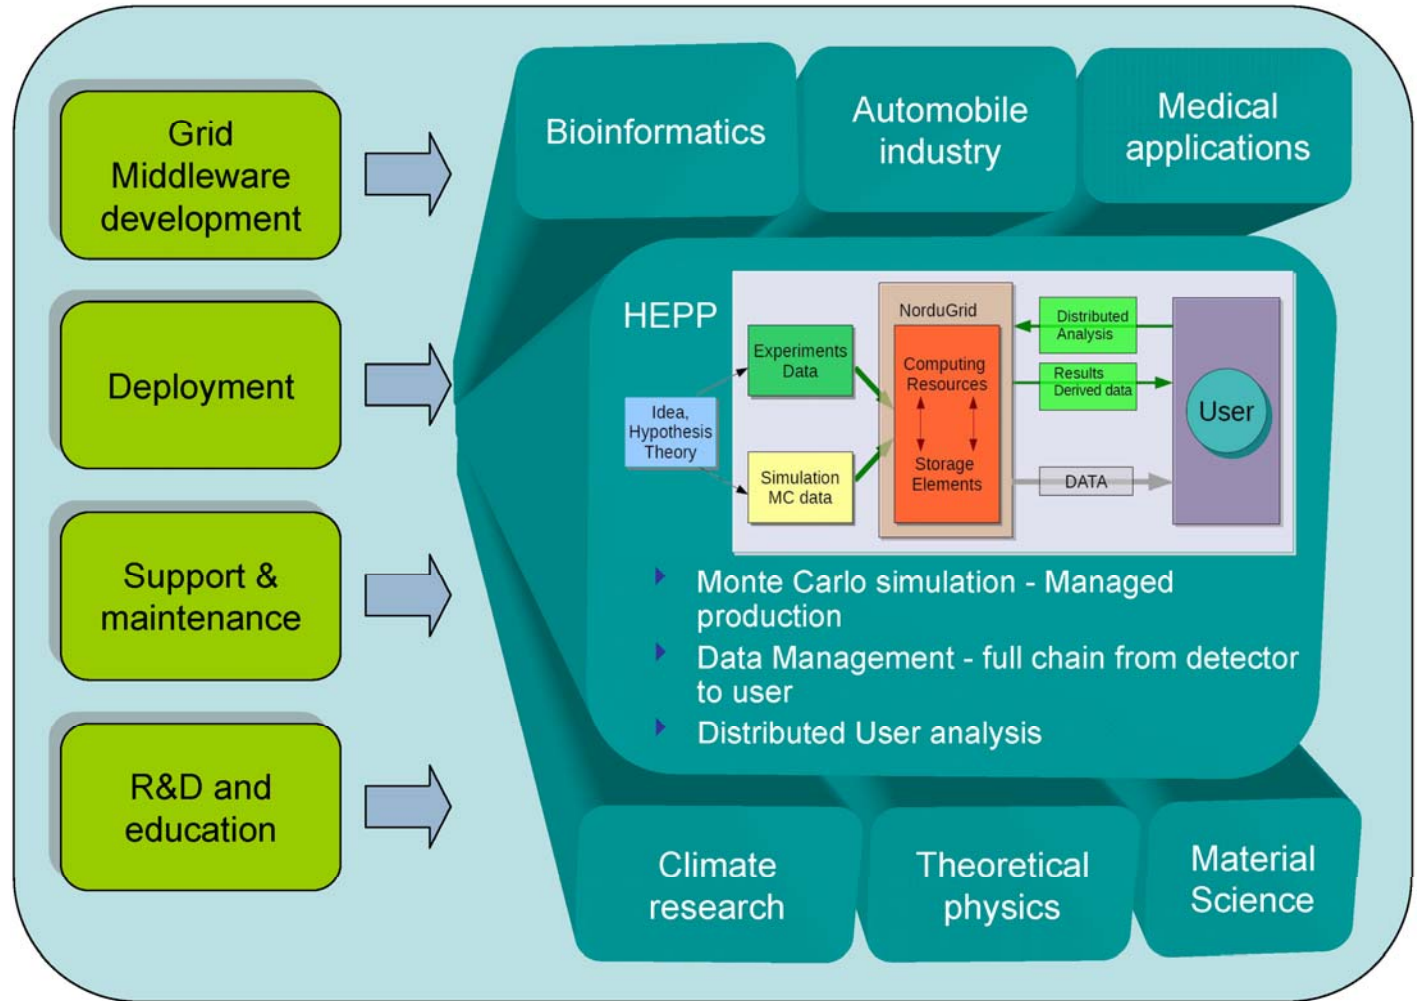 Grid
Middleware
development
Deployment
Support &
maintenance
R&D and
education
Bioinformatics
Automobile
industry
Medical
applications
HEPP
Idea,
Hypothesis
Theory
Experiments
Data
Simulation
MC data
NorduGrid
Computing
Resources
Storage
Elements
Distributed
Analysis
Results
Derived data
DATA
User
Monte Carlo simulation - Managed
production
Data Management - full chain from detector
to user
Distributed User analysis
Climate
research
Theoretical
physics
Material
Science